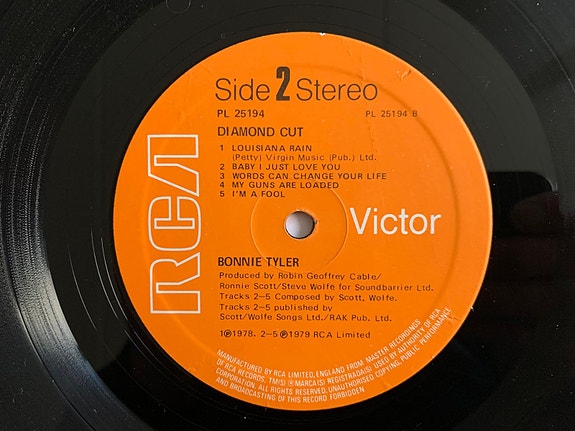 Side 2 Stereo
PL 25194 PL 25194 B
DIAMOND CUT
1 LOUISIANA RAIN
(Petty) Virgin Music (Pub.) Ltd.
2 BABY I JUST LOVE YOU
3 WORDS CAN CHANGE YOUR LIFE
4 MY GUNS ARE LOADED
5 I'M A FOOL
RCA
Victor
BONNIE TYLER
Produced by Robin Geoffrey Cable/
Ronnie Scott/Steve Wolfe for Soundbarrier Ltd.
Tracks 2–5 Composed by Scott, Wolfe.
Tracks 2–5 published by
Scott/Wolfe Songs Ltd./RAK Pub. Ltd.
1℗1978. 2–5 ℗1979 RCA Limited
MANUFACTURED BY RCA LIMITED, ENGLAND FROM MASTER RECORDINGS
OF RCA RECORDS. TM(S) ® MARCA(S) REGISTRADA(S) USED BY AUTHORITY OF RCA
CORPORATION. ALL RIGHTS RESERVED. UNAUTHORISED COPYING, PUBLIC PERFORMANCE
AND BROADCASTING OF THIS RECORD FORBIDDEN